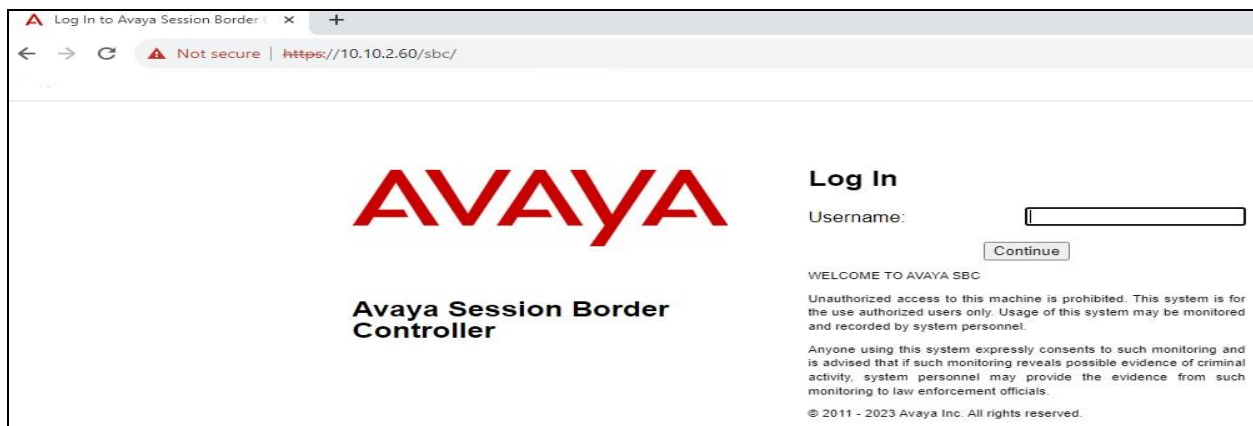 Log In to Avaya Session Border
Not secure | https://10.10.2.60/sbc/
AVAYA
Avaya Session Border
Controller
Log In
Username:
Continue
WELCOME TO AVAYA SBC
Unauthorized access to this machine is prohibited. This system is for
the use authorized users only. Usage of this system may be monitored
and recorded by system personnel.
Anyone using this system expressly consents to such monitoring and
is advised that if such monitoring reveals possible evidence of criminal
activity, system personnel may provide the evidence from such
monitoring to law enforcement officials.
© 2011 - 2023 Avaya Inc. All rights reserved.